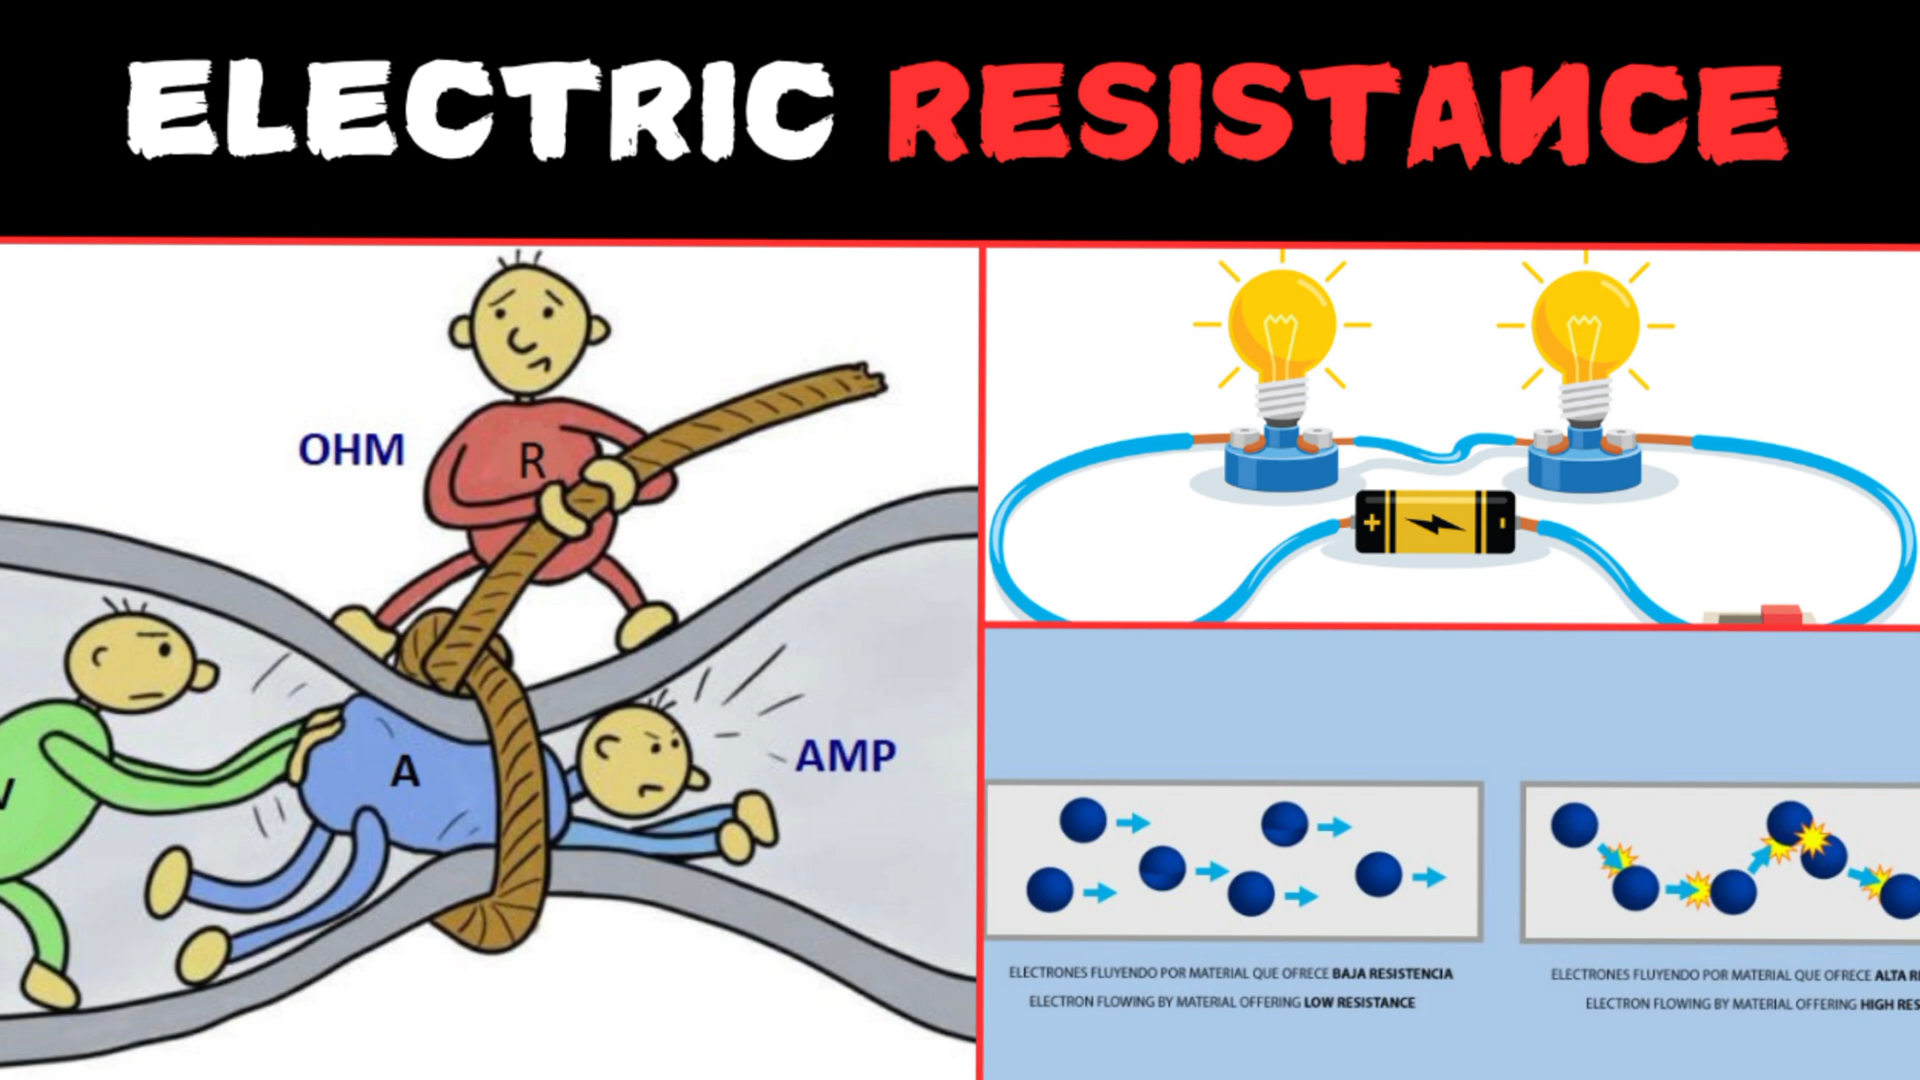 ELECTRIC RESISTANCE
OHM
R
V
A
AMP
+ -
ELECTRONES FLUYENDO POR MATERIAL QUE OFRECE BAJA RESISTENCIA
ELECTRON FLOWING BY MATERIAL OFFERING LOW RESISTANCE
ELECTRONES FLUYENDO POR MATERIAL QUE OFRECE ALTA
ELECTRON FLOWING BY MATERIAL OFFERING HIGH